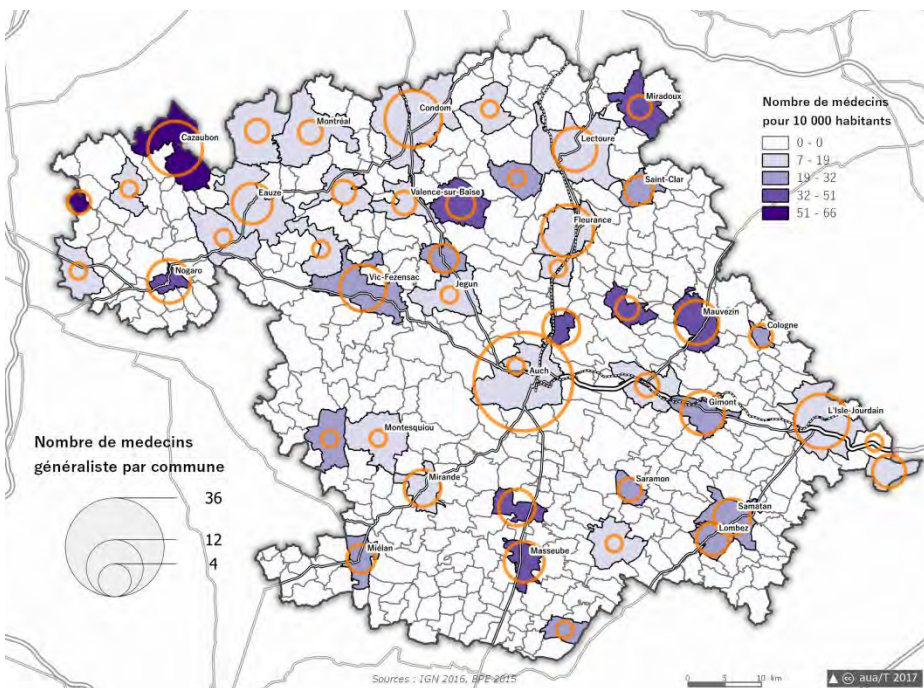 Miradoux
Condom
Montréal
Cazaubon
Lectoure
Nombre de médecins
pour 10 000 habitants
0 - 0
7 - 19
19 - 32
32 - 51
51 - 66
Saint-Clar
Eauze
Valence-sur-Baïse
Fleurance
Nogaro
Vic-Fezensac
Jegun
Mauvezin
Cologne
Auch
Gimont
L'Isle-Jourdain
Montesquiou
Nombre de medecins
généraliste par commune
36
12
4
Mirande
Saramon
Samatan
Lombez
Miélan
Masseube
Sources : IGN 2016, BPE 2015
0 5 10 km
cc aua/T 2017